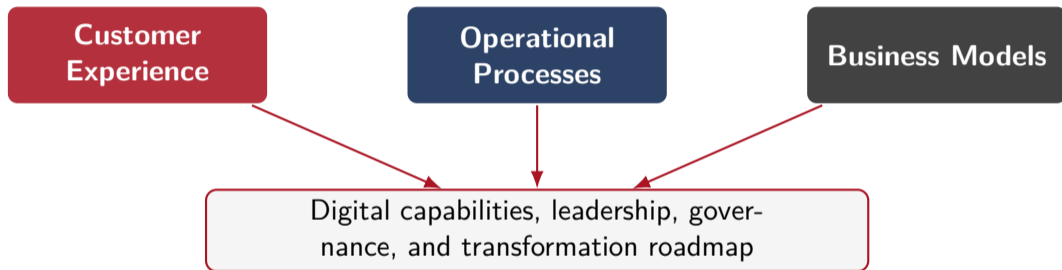 Customer
Experience
Operational
Processes
Business Models
Digital capabilities, leadership, gover-
nance, and transformation roadmap